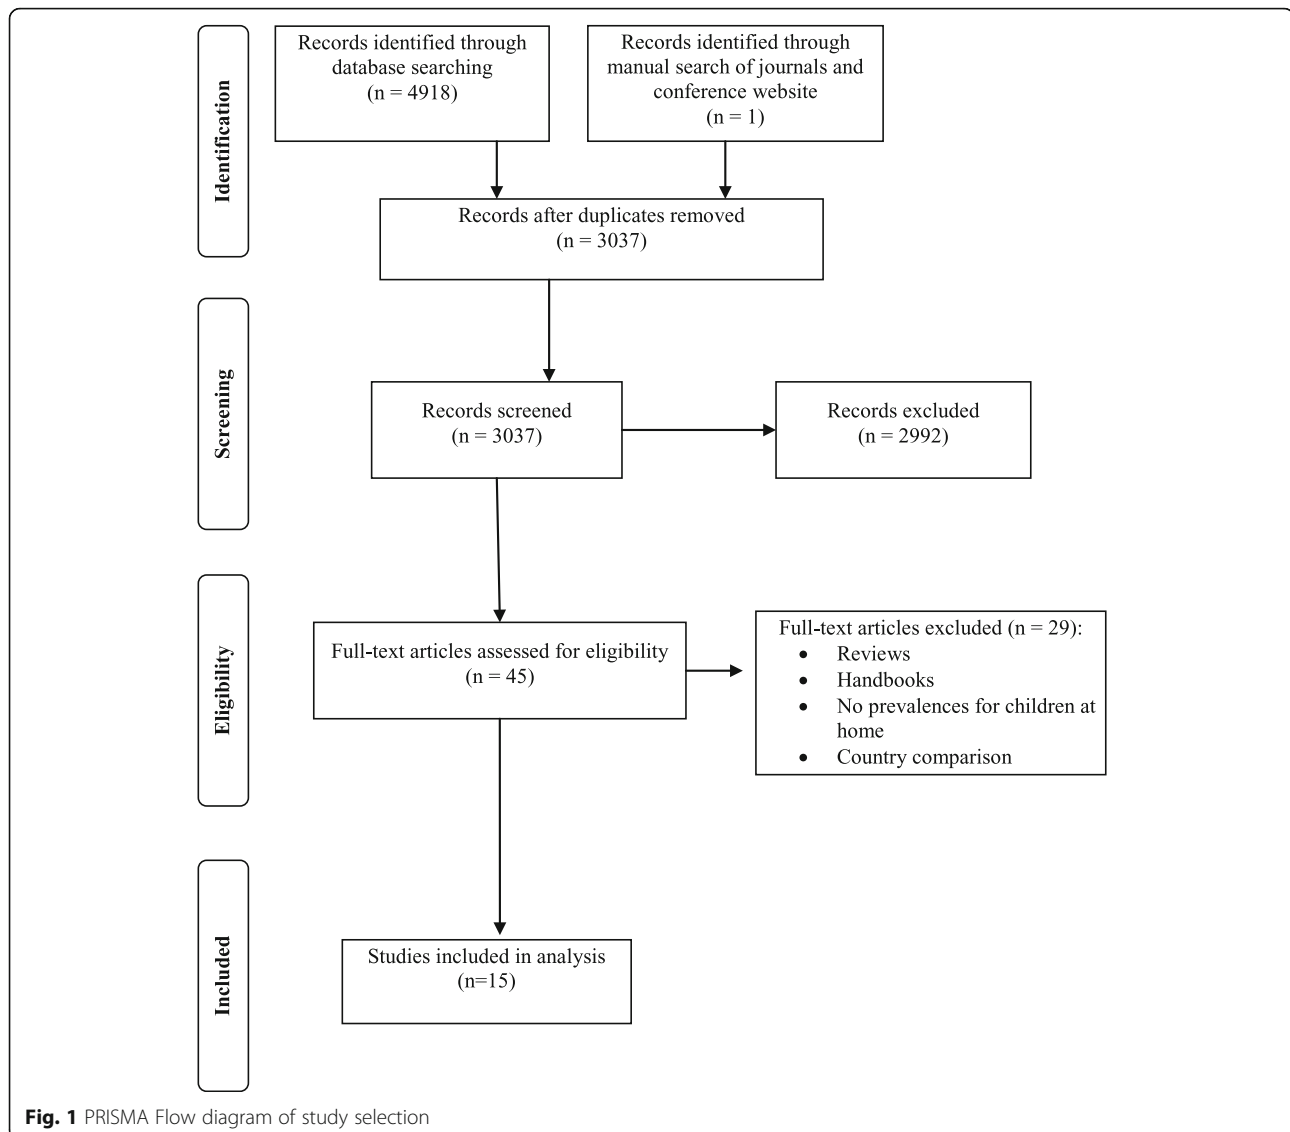 Identification
Records identified through
database searching
(n = 4918)
Records identified through
manual search of journals and
conference website
(n = 1)
Records after duplicates removed
(n = 3037)
Screening
Records screened
(n = 3037)
Records excluded
(n = 2992)
Eligibility
Full-text articles assessed for eligibility
(n = 45)
Full-text articles excluded (n = 29):
• Reviews
• Handbooks
• No prevalences for children at
home
• Country comparison
Included
Studies included in analysis
(n=15)
Fig. 1 PRISMA Flow diagram of study selection